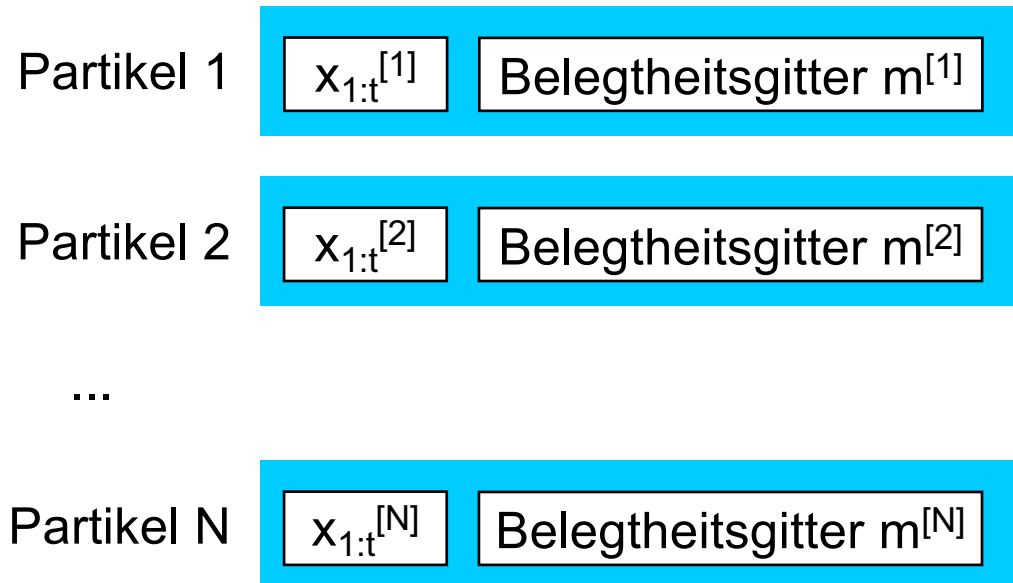 Partikel 1 x₁:ₜ[1] Belegtheitsgitter m[1]
Partikel 2 x₁:ₜ[2] Belegtheitsgitter m[2]
...
Partikel N x₁:ₜ[N] Belegtheitsgitter m[N]